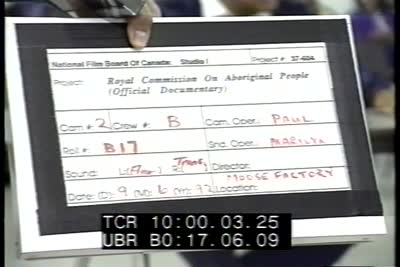 National Film Board Of Canada: Studio I Project #: 37-604
Project: Royal Commission On Aboriginal People
(Official Documentary)
Cam # 2 Crew #: B Cam. Oper.: PAUL
Roll #: B17 Snd. Oper.: MARILYN
Sound: Director:
Date: (D) 9 (M) 6 (Y) 92 Location: MOOSE FACTORY
TCR 10:00.03.25
UBR B0:17.06.09